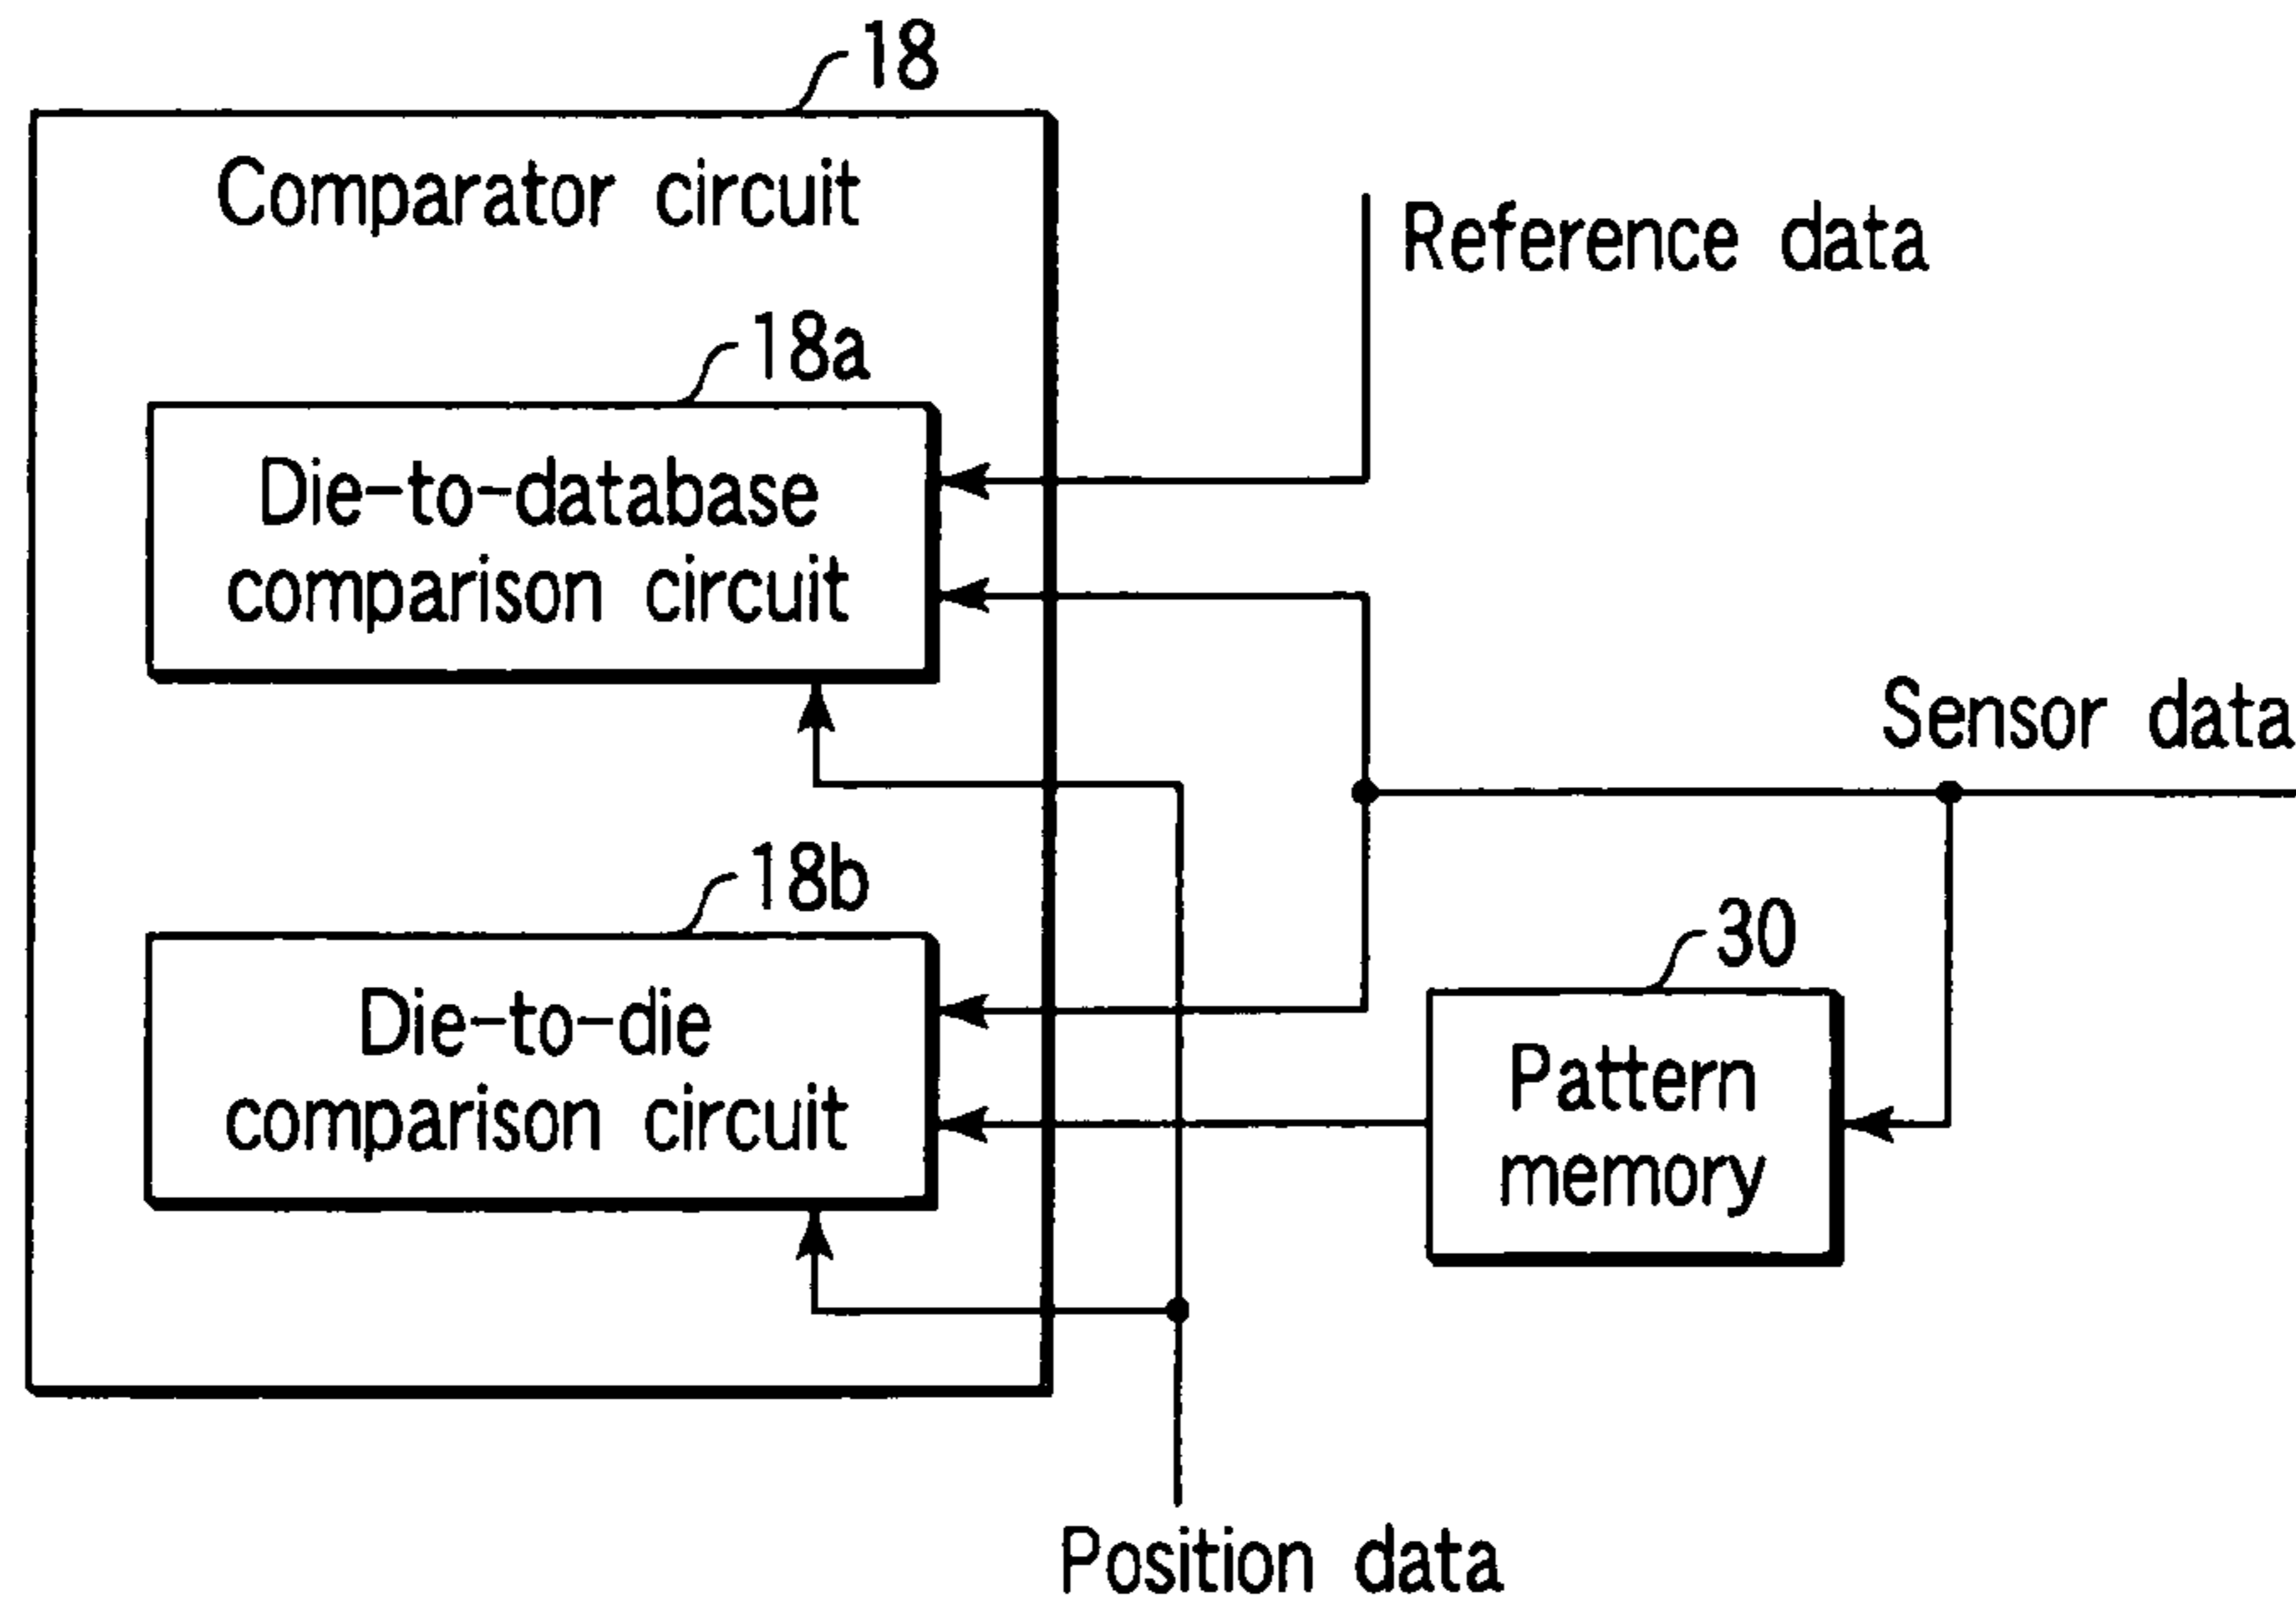 18
Comparator circuit
Reference data
18a
Die-to-database
comparison circuit
Sensor data
18b
30
Die-to-die
comparison circuit
Pattern
memory
Position data